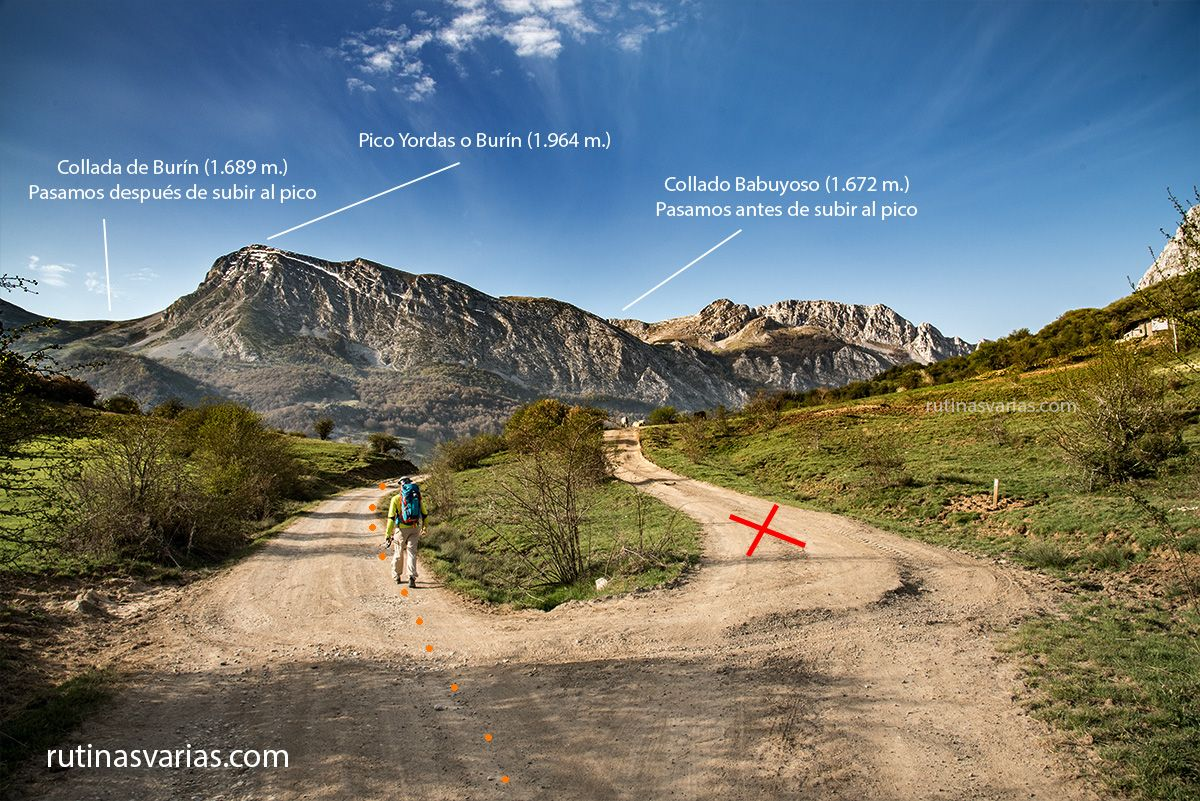 Pico Yordas o Burín (1.964 m.)
Collada de Burín (1.689 m.)
Pasamos después de subir al pico
Collado Babuyoso (1.672 m.)
Pasamos antes de subir al pico
rutinasvarias.com
rutinasvarias.com